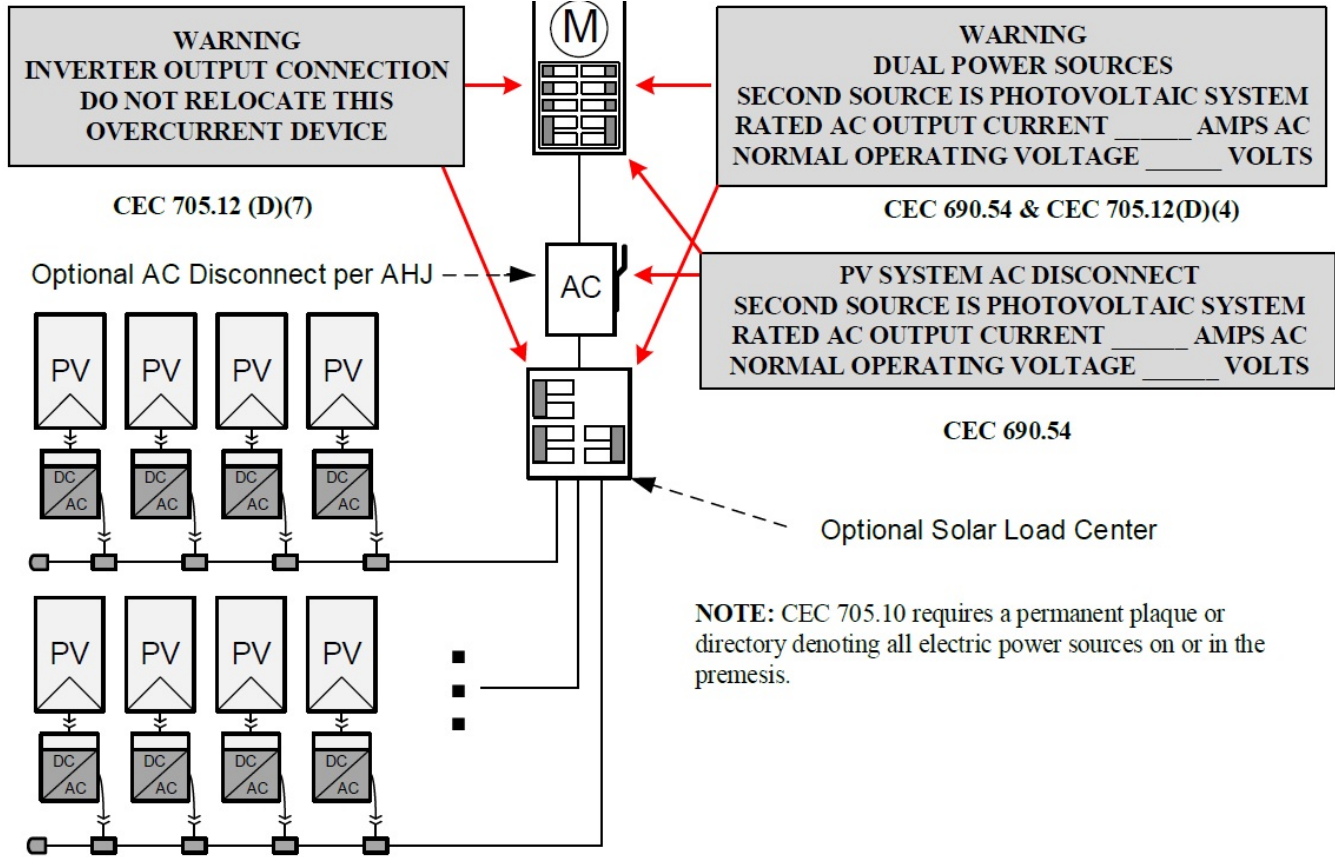 WARNING
INVERTER OUTPUT CONNECTION
DO NOT RELOCATE THIS
OVERCURRENT DEVICE
CEC 705.12 (D)(7)
M
WARNING
DUAL POWER SOURCES
SECOND SOURCE IS PHOTOVOLTAIC SYSTEM
RATED AC OUTPUT CURRENT ______ AMPS AC
NORMAL OPERATING VOLTAGE ______ VOLTS
CEC 690.54 & CEC 705.12(D)(4)
Optional AC Disconnect per AHJ
AC
PV SYSTEM AC DISCONNECT
SECOND SOURCE IS PHOTOVOLTAIC SYSTEM
RATED AC OUTPUT CURRENT ______ AMPS AC
NORMAL OPERATING VOLTAGE ______ VOLTS
CEC 690.54
PV PV PV PV
DC DC DC DC
AC AC AC AC
Optional Solar Load Center
NOTE: CEC 705.10 requires a permanent plaque or
directory denoting all electric power sources on or in the
premesis.
PV PV PV PV
DC DC DC DC
AC AC AC AC